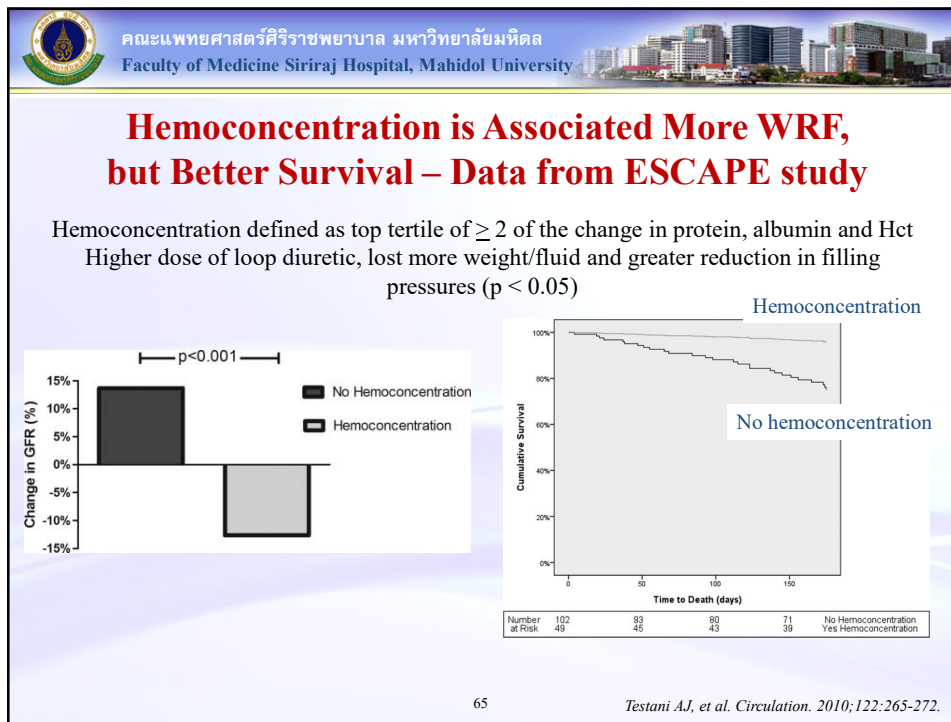 คณะแพทยศาสตร์ศิริราชพยาบาล มหาวิทยาลัยมหิดล
Faculty of Medicine Siriraj Hospital, Mahidol University
Hemoconcentration is Associated More WRF,
but Better Survival – Data from ESCAPE study
Hemoconcentration defined as top tertile of ≥ 2 of the change in protein, albumin and Hct
Higher dose of loop diuretic, lost more weight/fluid and greater reduction in filling
pressures (p < 0.05)
p<0.001
Change in GFR (%)
15%
10%
5%
0%
-5%
-10%
-15%
No Hemoconcentration
Hemoconcentration
Hemoconcentration
No hemoconcentration
Cumulative Survival
100%
80%
60%
40%
20%
0%
0 50 100 150
Time to Death (days)
Number 102 93 80 71 No Hemoconcentration
at Risk 49 45 43 39 Yes Hemoconcentration
65
Testani AJ, et al. Circulation. 2010;122:265-272.